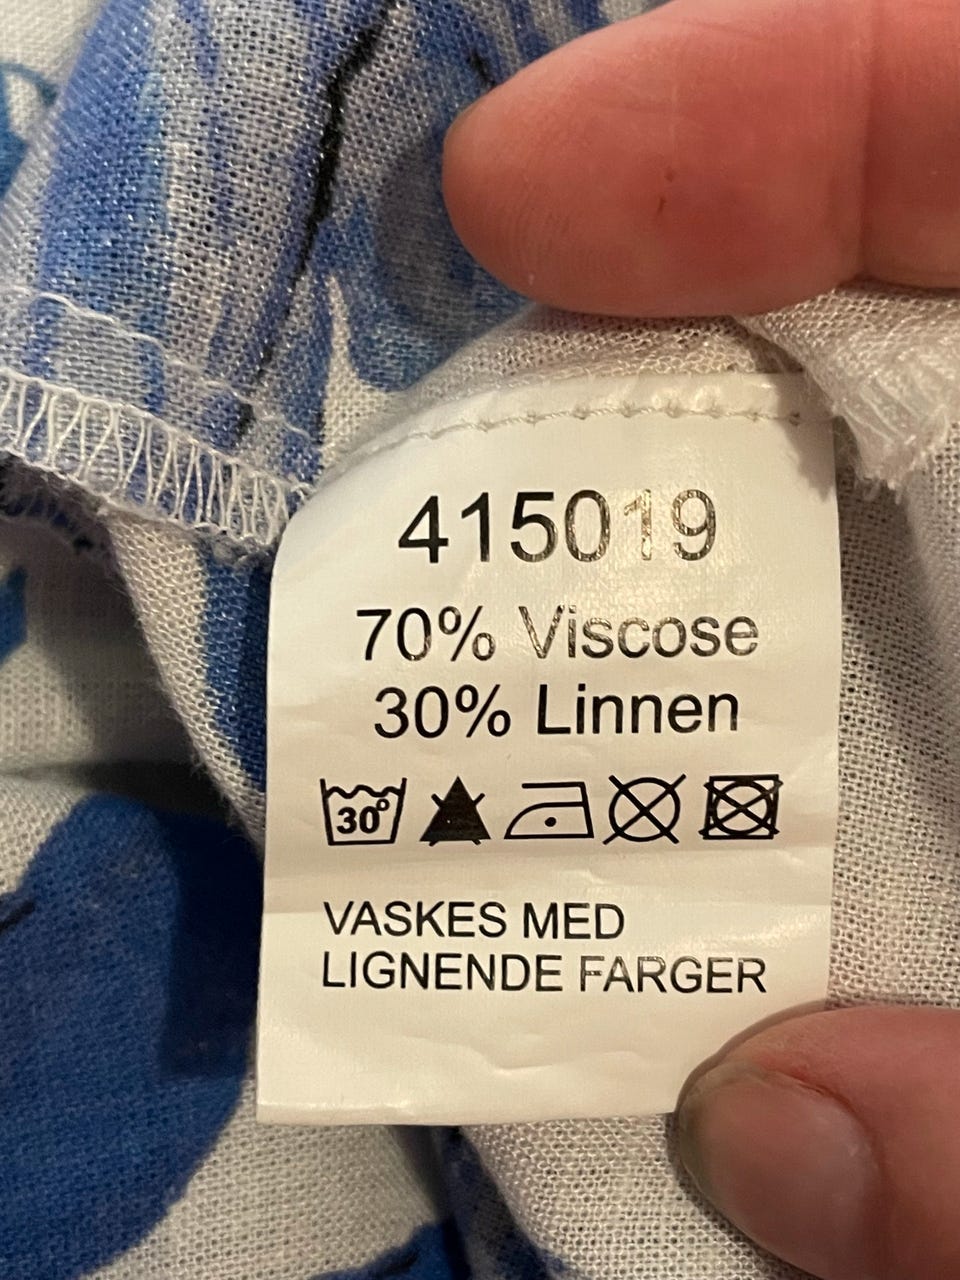 415019
70% Viscose
30% Linnen
30°
VASKES MED
LIGNENDE FARGER